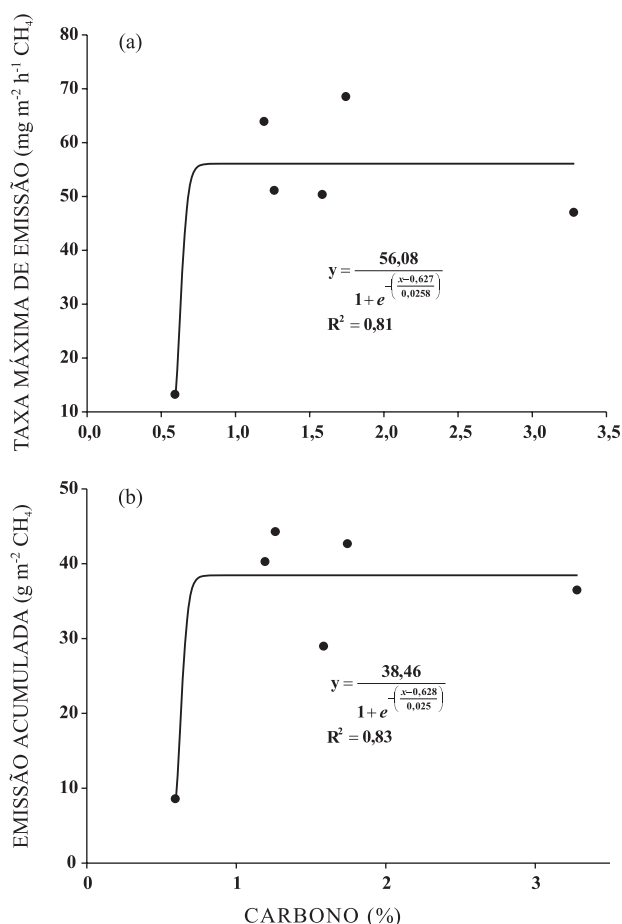 (a)
TAXA MÁXIMA DE EMISSÃO (mg m⁻² h⁻¹ CH₄)
80
70
60
50
40
30
20
10
y = 56,08 / 1 + e^-((x–0,627)/0,0258)
R² = 0,81
0,0 0,5 1,0 1,5 2,0 2,5 3,0 3,5
(b)
EMISSÃO ACUMULADA (g m⁻² CH₄)
50
40
30
20
10
0
y = 38,46 / 1 + e^-((x–0,628)/0,025)
R² = 0,83
0 1 2 3
CARBONO (%)